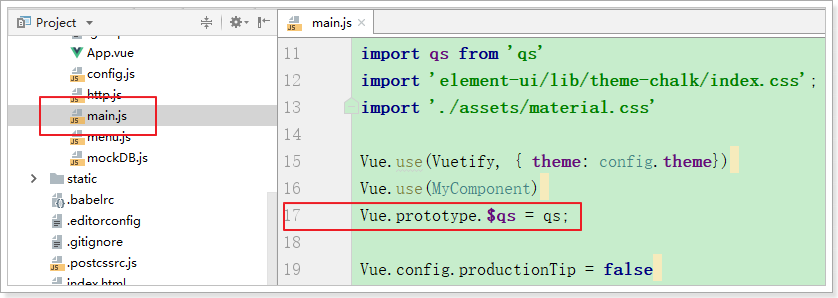 Project
main.js
App.vue
config.js
http.js
main.js
menu.js
mockDB.js
static
.babelrc
.editorconfig
.gitignore
.postcssrc.js
index.html
11 import qs from 'qs'
12 import 'element-ui/lib/theme-chalk/index.css';
13 import './assets/material.css'
14
15 Vue.use(Vuetify, { theme: config.theme})
16 Vue.use(MyComponent)
17 Vue.prototype.$qs = qs;
18
19 Vue.config.productionTip = false